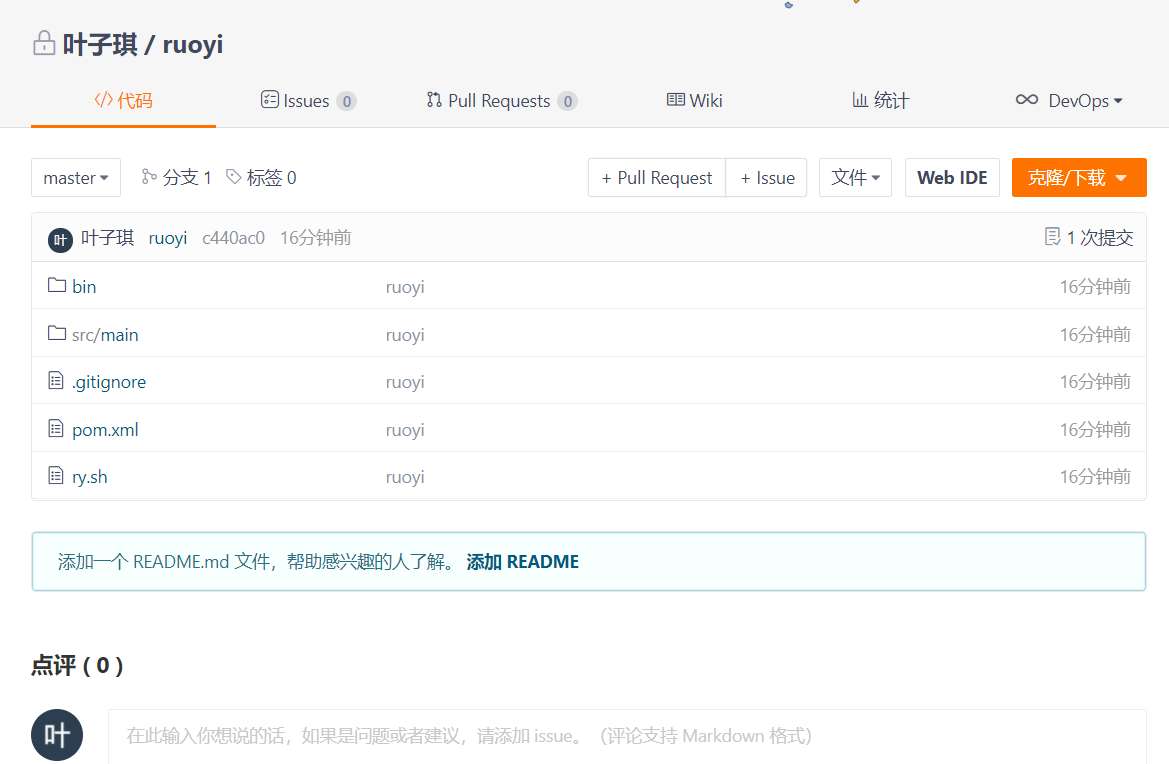 叶子琪 / ruoyi
代码 Issues 0 Pull Requests 0 Wiki 统计 DevOps
master 分支 1 标签 0 + Pull Request + Issue 文件 Web IDE 克隆/下载
叶 叶子琪 ruoyi c440ac0 16分钟前 1 次提交
bin ruoyi 16分钟前
src/main ruoyi 16分钟前
.gitignore ruoyi 16分钟前
pom.xml ruoyi 16分钟前
ry.sh ruoyi 16分钟前
添加一个 README.md 文件，帮助感兴趣的人了解。 添加 README
点评 ( 0 )
叶 在此输入你想说的话，如果是问题或者建议，请添加 issue。（评论支持 Markdown 格式）